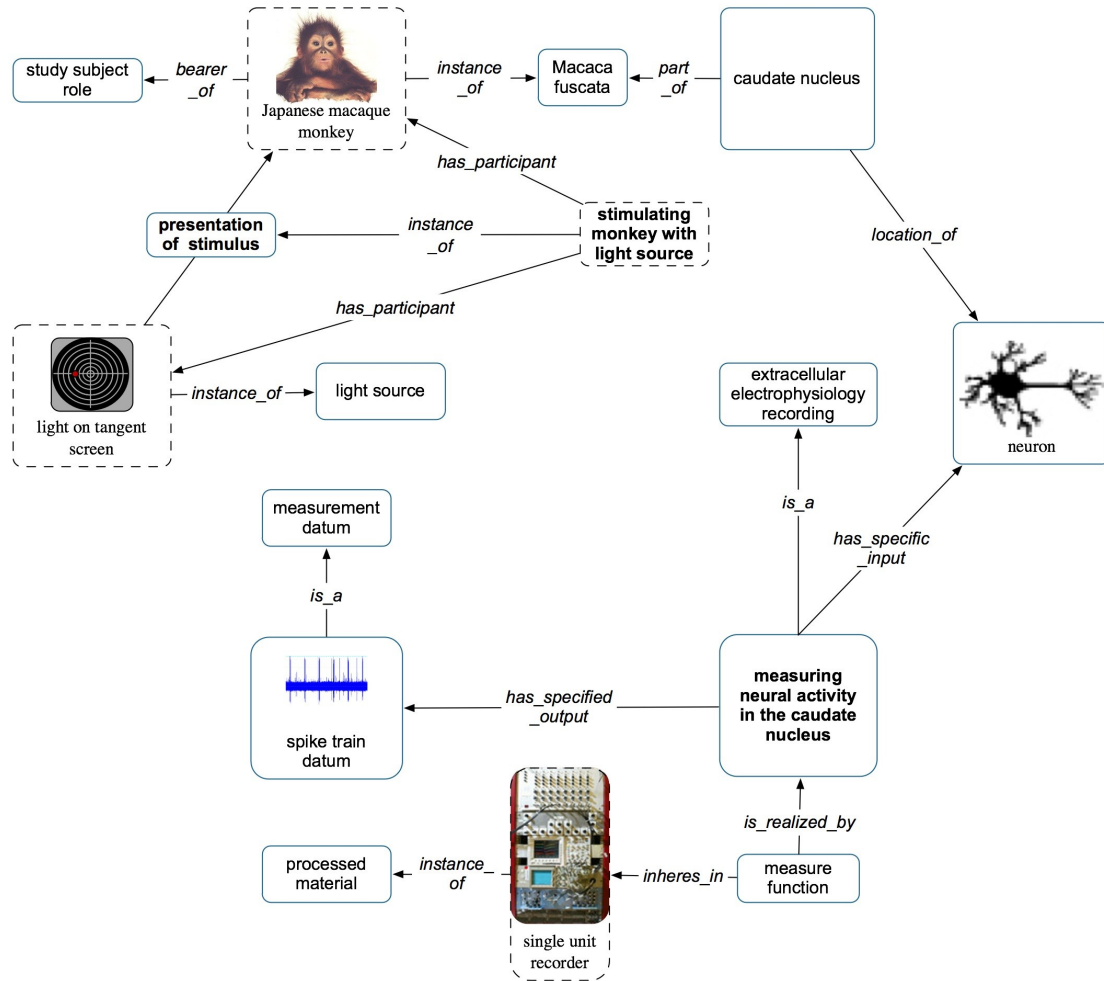 study subject
role
bearer
_of
Japanese macaque
monkey
instance
_of
Macaca
fuscata
part
_of
caudate nucleus
has_participant
presentation
of stimulus
instance
_of
stimulating
monkey with
light source
location_of
has_participant
light on tangent
screen
instance_of
light source
extracellular
electrophysiology
recording
neuron
measurement
datum
is_a
is_a
has_specific
_input
spike train
datum
has_specified
_output
measuring
neural activity
in the caudate
nucleus
is_realized_by
processed
material
instance_
of
single unit
recorder
inheres_in
measure
function